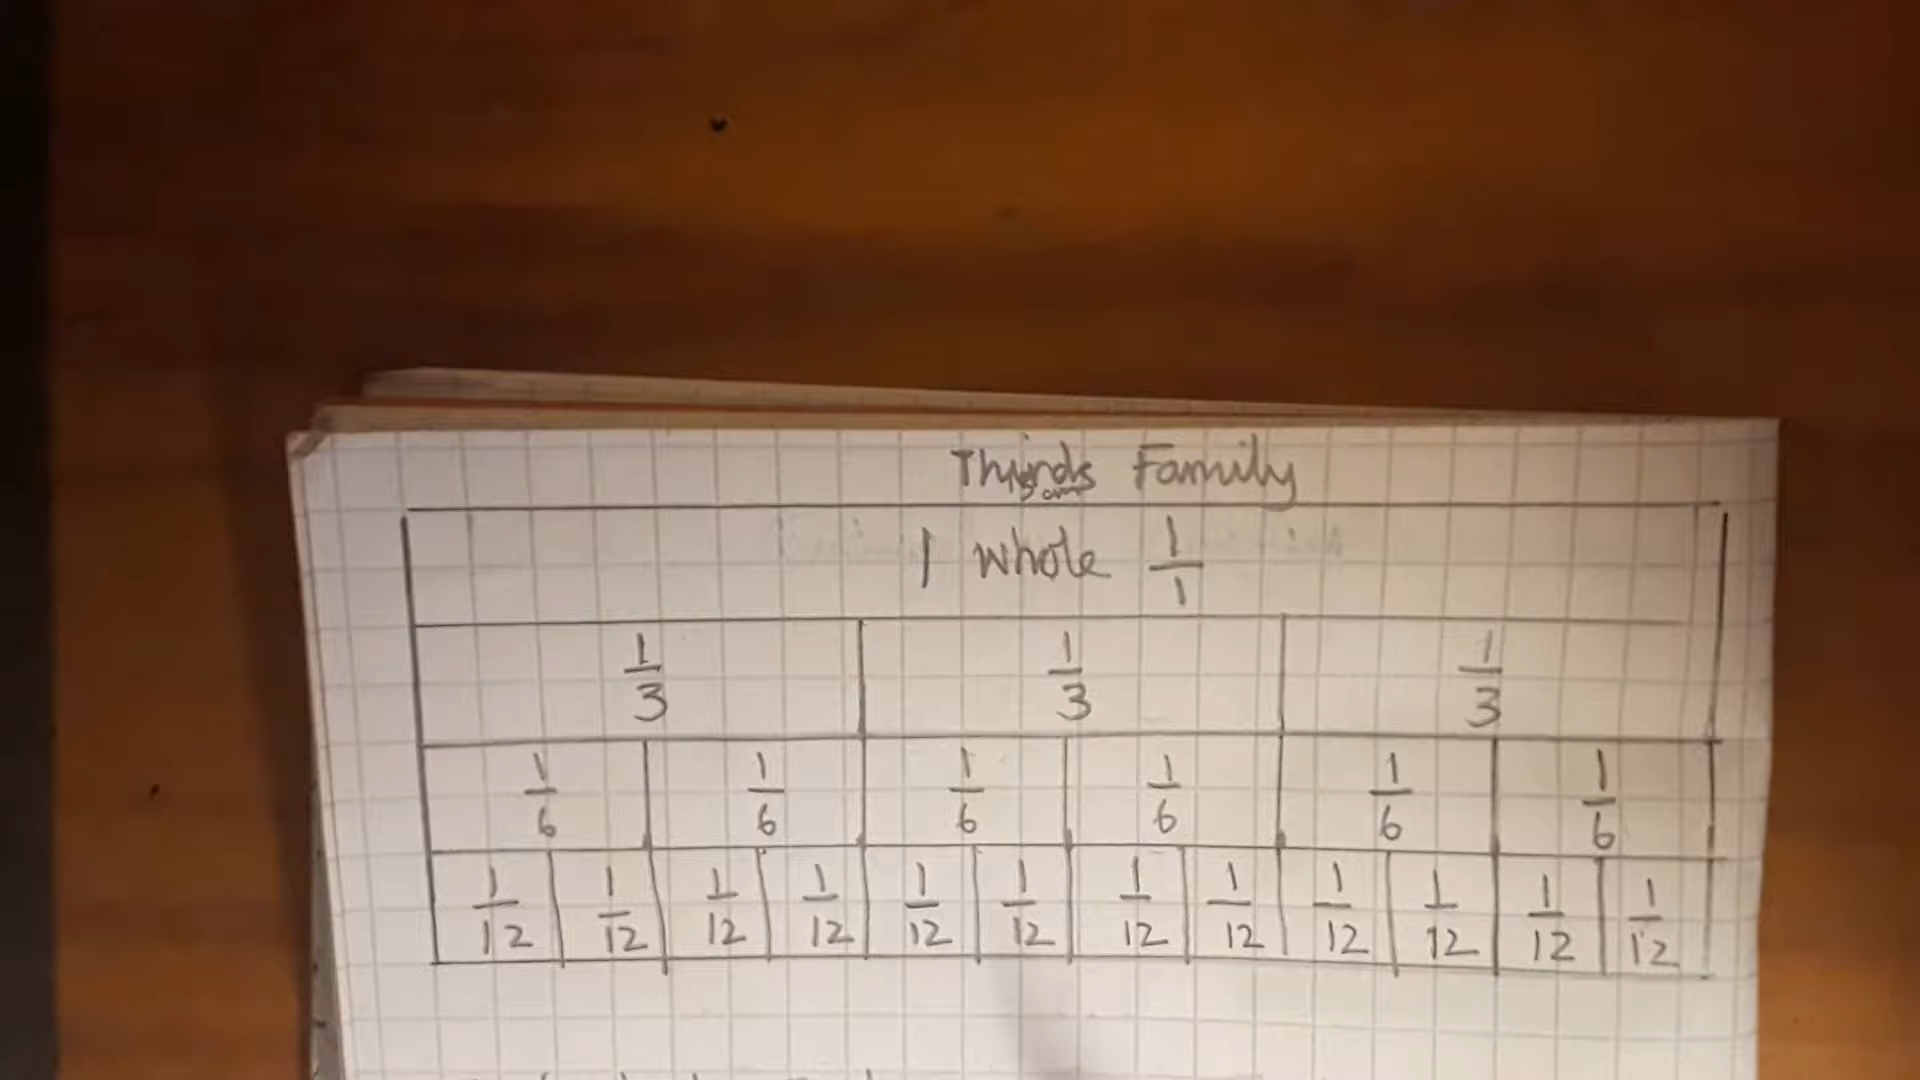 Thirds Family
1 whole 1/1
1/3 1/3 1/3
1/6 1/6 1/6 1/6 1/6 1/6
1/12 1/12 1/12 1/12 1/12 1/12 1/12 1/12 1/12 1/12 1/12 1/12